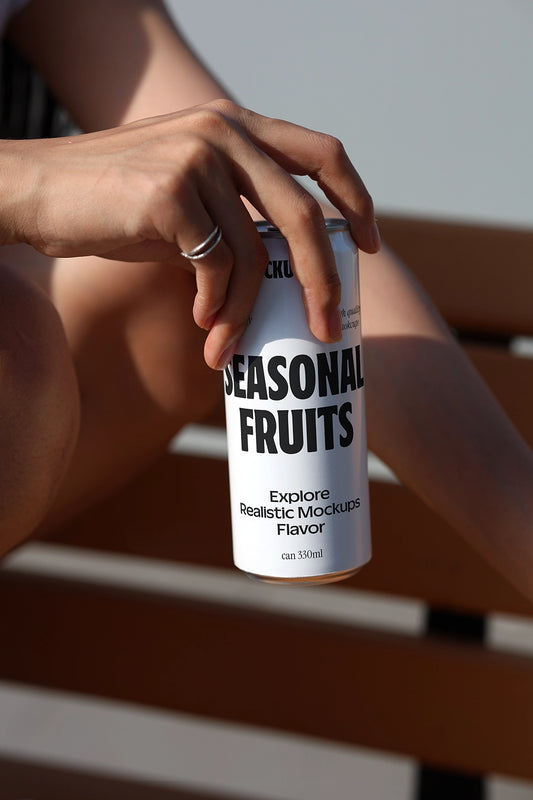 SEASONAL
FRUITS
Explore
Realistic Mockups
Flavor
can 330ml